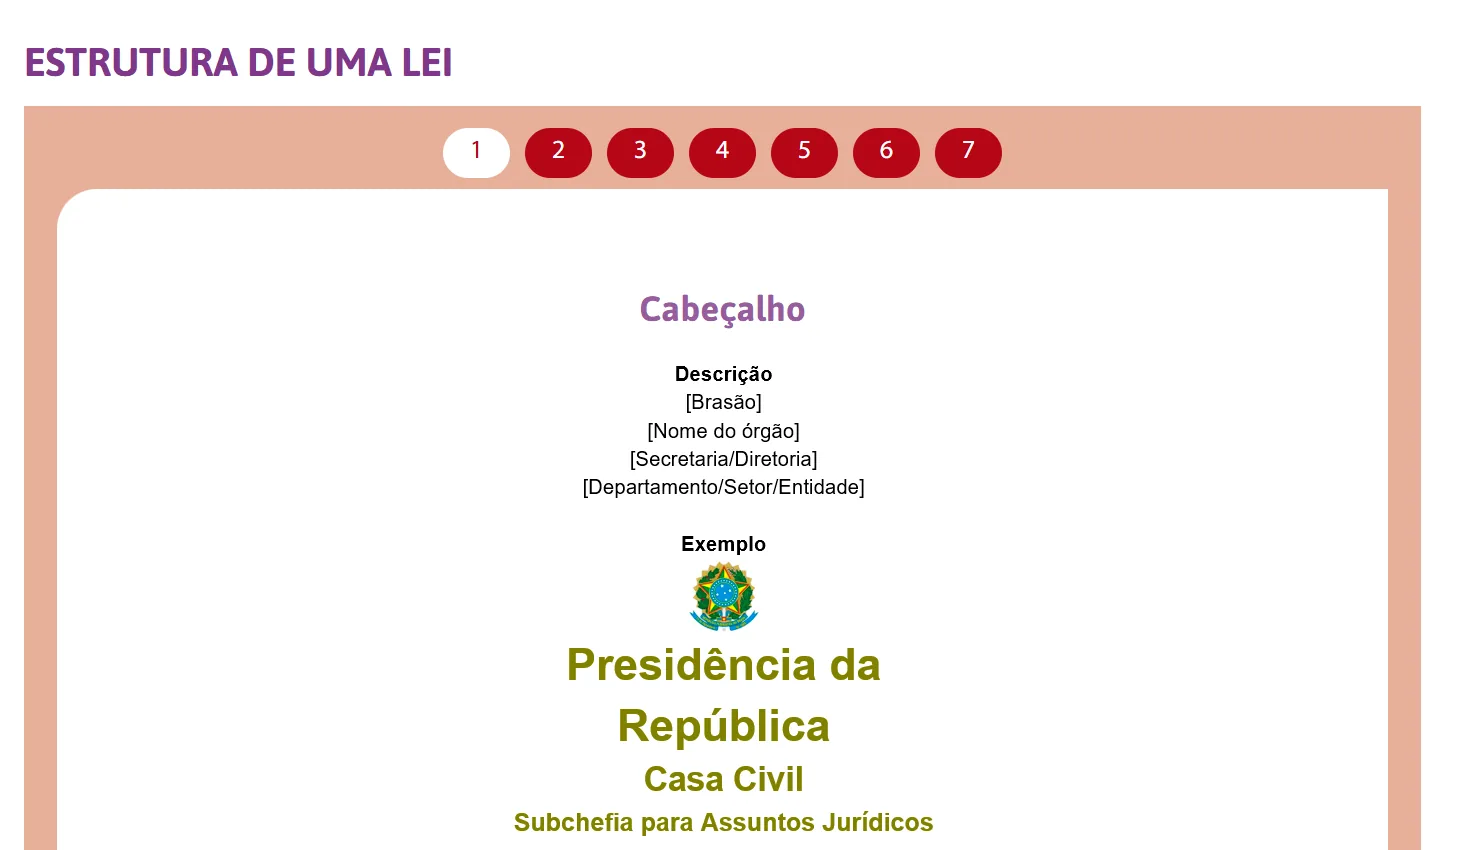 ESTRUTURA DE UMA LEI
1 2 3 4 5 6 7
Cabeçalho
Descrição
[Brasão]
[Nome do órgão]
[Secretaria/Diretoria]
[Departamento/Setor/Entidade]
Exemplo
Presidência da
República
Casa Civil
Subchefia para Assuntos Jurídicos